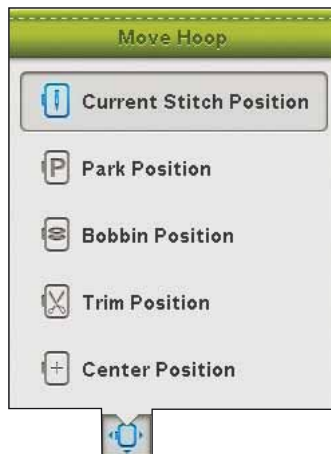 Move Hoop
Current Stitch Position
P Park Position
Bobbin Position
Trim Position
Center Position